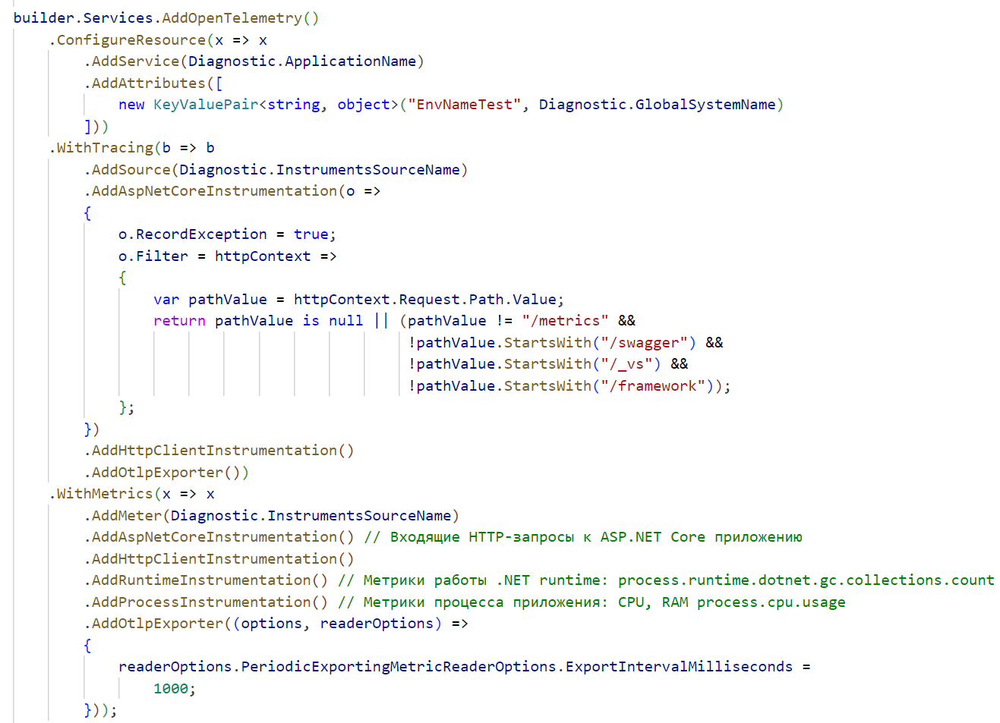 builder.Services.AddOpenTelemetry()
.ConfigureResource(x => x
.AddService(Diagnostic.ApplicationName)
.AddAttributes([
new KeyValuePair<string, object>("EnvNameTest", Diagnostic.GlobalSystemName)
]))
.WithTracing(b => b
.AddSource(Diagnostic.InstrumentsSourceName)
.AddAspNetCoreInstrumentation(o =>
{
o.RecordException = true;
o.Filter = httpContext =>
{
var pathValue = httpContext.Request.Path.Value;
return pathValue is null || (pathValue != "/metrics" &&
!pathValue.StartsWith("/swagger") &&
!pathValue.StartsWith("/_vs") &&
!pathValue.StartsWith("/framework"));
};
})
.AddHttpClientInstrumentation()
.AddOtlpExporter())
.WithMetrics(x => x
.AddMeter(Diagnostic.InstrumentsSourceName)
.AddAspNetCoreInstrumentation() // Входящие HTTP-запросы к ASP.NET Core приложению
.AddHttpClientInstrumentation()
.AddRuntimeInstrumentation() // Метрики работы .NET runtime: process.runtime.dotnet.gc.collections.count
.AddProcessInstrumentation() // Метрики процесса приложения: CPU, RAM process.cpu.usage
.AddOtlpExporter((options, readerOptions) =>
{
readerOptions.PeriodicExportingMetricReaderOptions.ExportIntervalMilliseconds =
1000;
}));